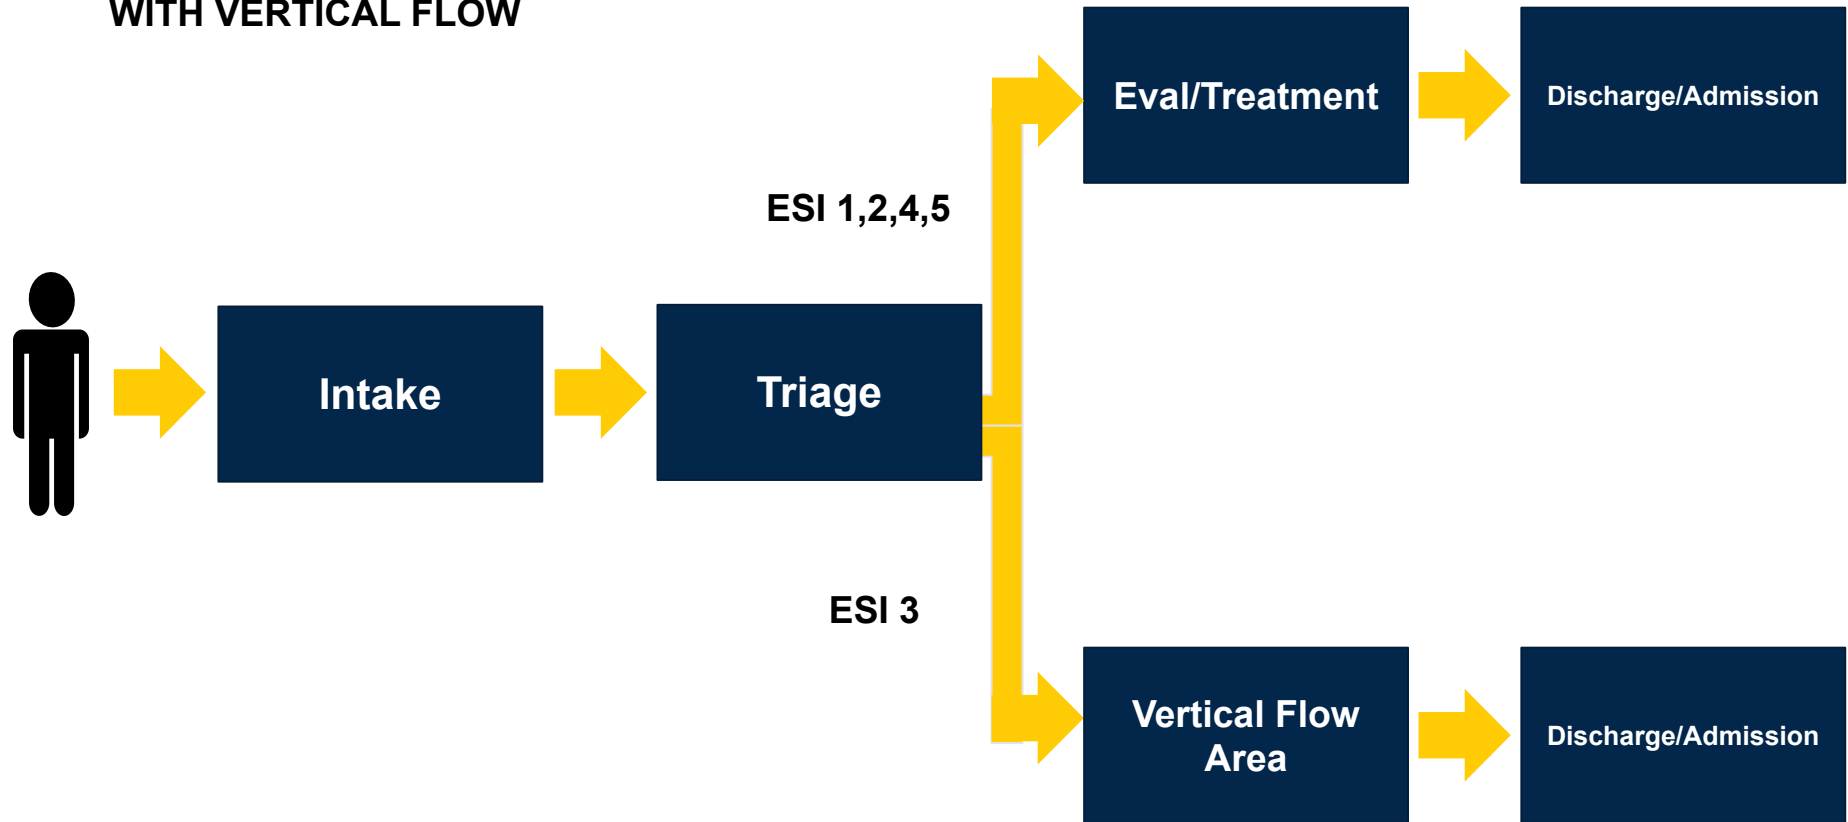 WITH VERTICAL FLOW
Eval/Treatment
Discharge/Admission
ESI 1,2,4,5
Intake
Triage
ESI 3
Vertical Flow
Area
Discharge/Admission